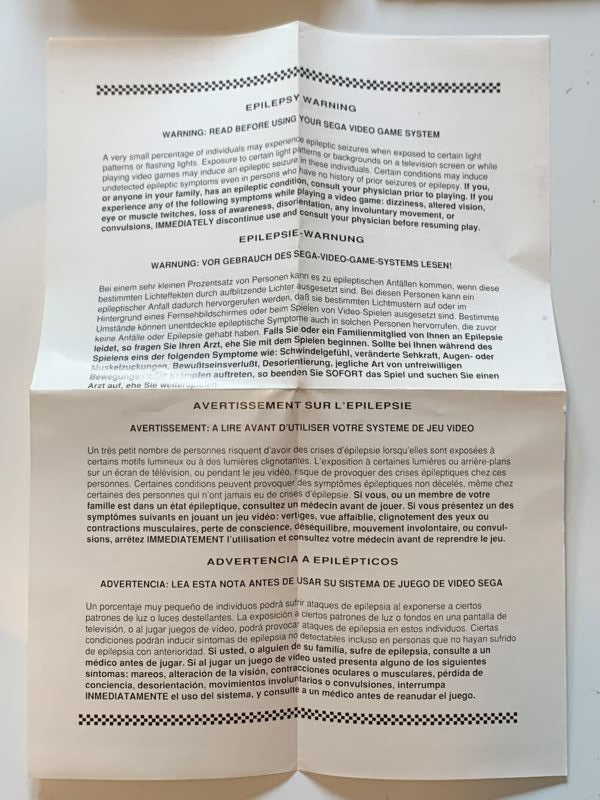 EPILEPSY WARNING
WARNING: READ BEFORE USING YOUR SEGA VIDEO GAME SYSTEM
A very small percentage of individuals may experience epileptic seizures when exposed to certain light
patterns or flashing lights. Exposure to certain light patterns or backgrounds on a television screen or while
playing video games may induce an epileptic seizure in these individuals. Certain conditions may induce
undetected epileptic symptoms even in persons who have no history of prior seizures or epilepsy. If you,
or anyone in your family, has an epileptic condition, consult your physician prior to playing. If you
experience any of the following symptoms while playing a video game: dizziness, altered vision,
eye or muscle twitches, loss of awareness, disorientation, any involuntary movement, or
convulsions, IMMEDIATELY discontinue use and consult your physician before resuming play.
EPILEPSIE-WARNUNG
WARNUNG: VOR GEBRAUCH DES SEGA-VIDEO-GAME-SYSTEMS LESEN!
Bei einem sehr kleinen Prozentsatz von Personen kann es zu epileptischen Anfällen kommen, wenn diese
bestimmten Lichteffekten durch aufblitzende Lichter ausgesetzt sind. Bei diesen Personen kann ein
epileptischer Anfall dadurch hervorgerufen werden, daß sie bestimmten Lichtmustern auf oder im
Hintergrund eines Fernsehbildschirmes oder beim Spielen von Video-Spielen ausgesetzt sind. Bestimmte
Umstände können unentdeckte epileptische Symptome auch in solchen Personen hervorrufen, die zuvor
keine Anfälle oder Epilepsie gehabt haben. Falls Sie oder ein Familienmitglied von Ihnen an Epilepsie
leidet, so fragen Sie Ihren Arzt, ehe Sie mit dem Spielen beginnen. Sollte bei Ihnen während des
Spielens eins der folgenden Symptome wie: Schwindelgefühl, veränderte Sehkraft, Augen- oder
Muskelzuckungen, Bewußtseinsverlußt, Desorientierung, jegliche Art von unfreiwilligen
Bewegungen oder Krämpfen auftreten, so beenden Sie SOFORT das Spiel und suchen Sie einen
Arzt auf, ehe Sie weiterspielen.
AVERTISSEMENT SUR L'EPILEPSIE
AVERTISSEMENT: A LIRE AVANT D'UTILISER VOTRE SYSTEME DE JEU VIDEO
Un très petit nombre de personnes risquent d'avoir des crises d'épilepsie lorsqu'elles sont exposées à
certains motifs lumineux ou à des lumières clignotantes. L'exposition à certaines lumières ou arrière-plans
sur un écran de télévision, ou pendant le jeu vidéo, risque de provoquer des crises épileptiques chez ces
personnes. Certaines conditions peuvent provoquer des symptômes épileptiques non décelés, même chez
certaines des personnes qui n'ont jamais eu de crises d'épilepsie. Si vous, ou un membre de votre
famille est dans un état épileptique, consultez un médecin avant de jouer. Si vous présentez un des
symptômes suivants en jouant un jeu vidéo: vertiges, vue affaiblie, clignotement des yeux ou
contractions musculaires, perte de conscience, déséquilibre, mouvement involontaire, ou convul-
sions, arrêtez IMMEDIATEMENT l'utilisation et consultez votre médecin avant de reprendre le jeu.
ADVERTENCIA A EPILÉPTICOS
ADVERTENCIA: LEA ESTA NOTA ANTES DE USAR SU SISTEMA DE JUEGO DE VIDEO SEGA
Un porcentaje muy pequeño de individuos podrá sufrir ataques de epilepsia al exponerse a ciertos
patrones de luz o luces destellantes. La exposición a ciertos patrones de luz o fondos en una pantalla de
televisión, o al jugar juegos de video, podrá provocar ataques de epilepsia en estos individuos. Ciertas
condiciones podrán inducir síntomas de epilepsia no detectables incluso en personas que no hayan sufrido
de epilepsia con anterioridad. Si usted, o alguien de su familia, sufre de epilepsia, consulte a un
médico antes de jugar. Si al jugar un juego de video usted presenta alguno de los siguientes
síntomas: mareos, alteración de la visión, contracciones oculares o musculares, pérdida de
conciencia, desorientación, movimientos involuntarios o convulsiones, interrumpa
INMEDIATAMENTE el uso del sistema, y consulte a un médico antes de reanudar el juego.